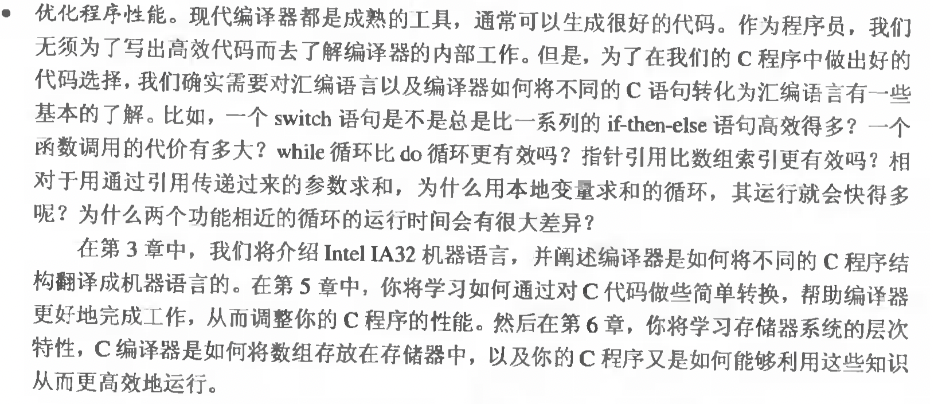 • 优化程序性能。现代编译器都是成熟的工具，通常可以生成很好的代码。作为程序员，我们
无须为了写出高效代码而去了解编译器的内部工作。但是，为了在我们的 C 程序中做出好的
代码选择，我们确实需要对汇编语言以及编译器如何将不同的 C 语句转化为汇编语言有一些
基本的了解。比如，一个 switch 语句是不是总是比一系列的 if-then-else 语句高效得多？一个
函数调用的代价有多大？while 循环比 do 循环更有效吗？指针引用比数组索引更有效吗？相
对于用通过引用传递过来的参数求和，为什么用本地变量求和的循环，其运行就会快得多
呢？为什么两个功能相近的循环的运行时间会有很大差异？
在第 3 章中，我们将介绍 Intel IA32 机器语言，并阐述编译器是如何将不同的 C 程序结
构翻译成机器语言的。在第 5 章中，你将学习如何通过对 C 代码做些简单转换，帮助编译器
更好地完成工作，从而调整你的 C 程序的性能。然后在第 6 章，你将学习存储器系统的层次
特性，C 编译器是如何将数组存放在存储器中，以及你的 C 程序又是如何能够利用这些知识
从而更高效地运行。